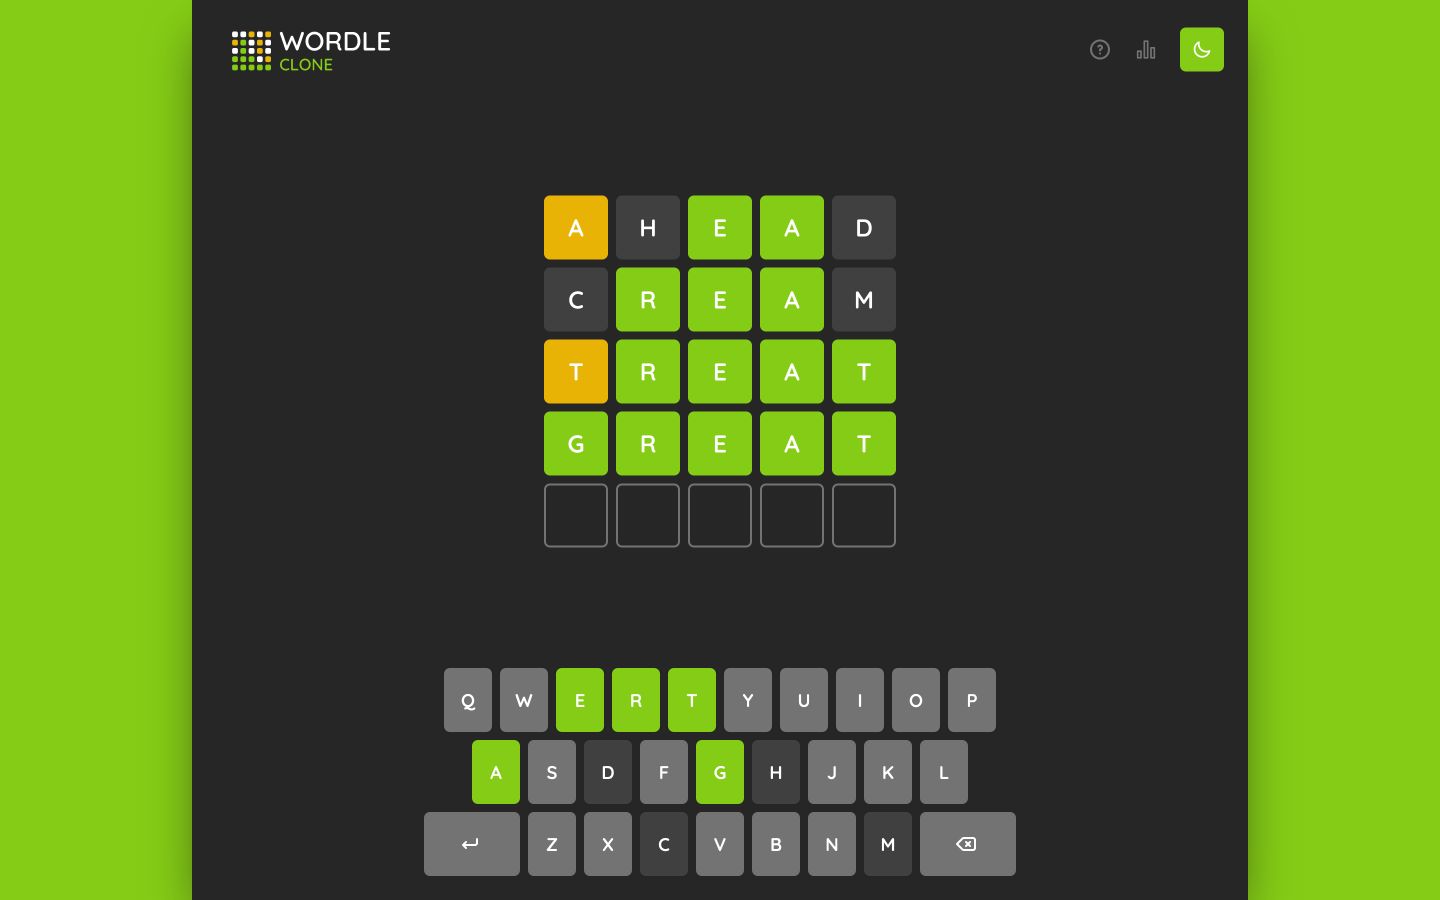 WORDLE
CLONE
?
A H E A D
C R E A M
T R E A T
G R E A T
Q W E R T Y U I O P
A S D F G H J K L
Z X C V B N M